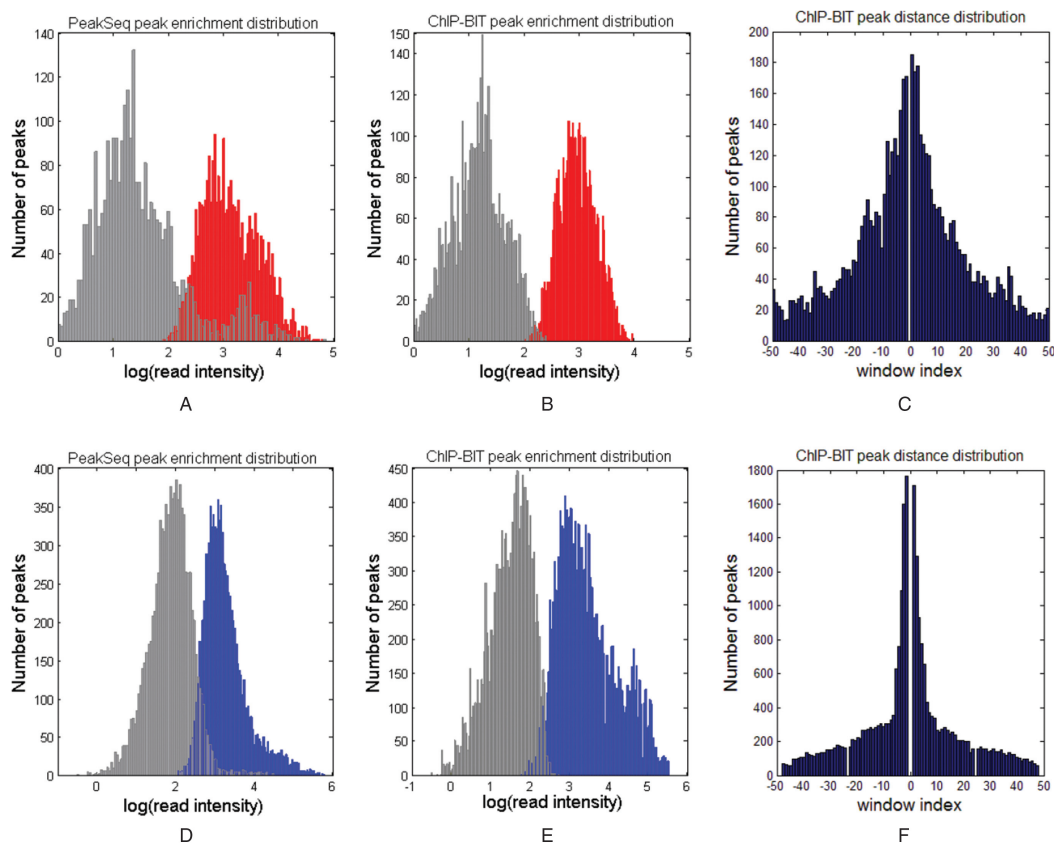 PeakSeq peak enrichment distribution
140
120
100
80
60
40
20
0
Number of peaks
0 1 2 3 4 5
log(read intensity)
A
ChIP-BIT peak enrichment distribution
150
140
120
100
80
60
40
20
0
Number of peaks
0 1 2 3 4 5
log(read intensity)
B
ChIP-BIT peak distance distribution
200
180
160
140
120
100
80
60
40
20
0
Number of peaks
-50 -40 -30 -20 -10 0 10 20 30 40 50
window index
C
PeakSeq peak enrichment distribution
400
350
300
250
200
150
100
50
0
Number of peaks
0 2 4 6
log(read intensity)
D
ChIP-BIT peak enrichment distribution
450
400
350
300
250
200
150
100
50
0
Number of peaks
-1 0 1 2 3 4 5 6
log(read intensity)
E
ChIP-BIT peak distance distribution
1800
1600
1400
1200
1000
800
600
400
200
0
Number of peaks
-50 -40 -30 -20 -10 0 10 20 30 40 50
window index
F